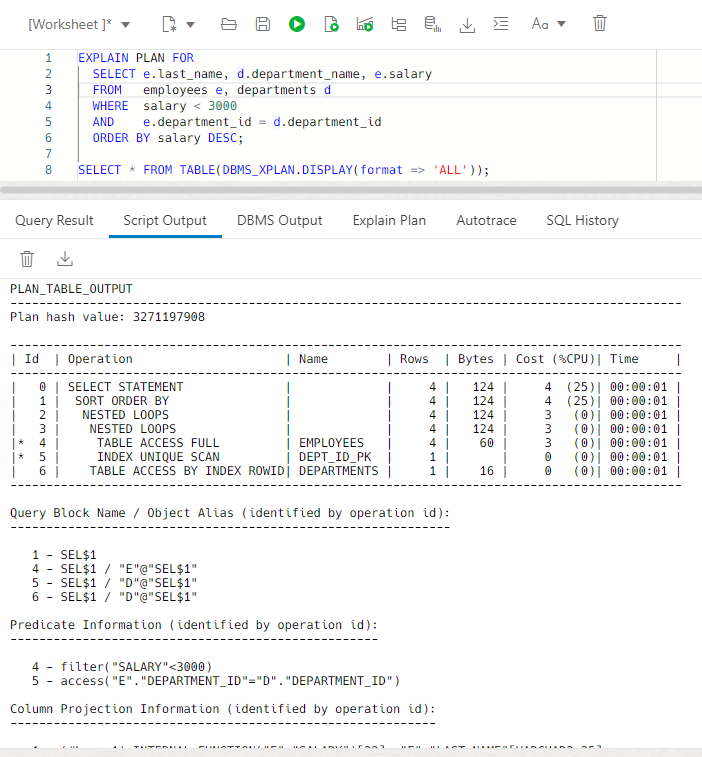 [Worksheet ]*
Aa
1 EXPLAIN PLAN FOR
2 SELECT e.last_name, d.department_name, e.salary
3 FROM employees e, departments d
4 WHERE salary < 3000
5 AND e.department_id = d.department_id
6 ORDER BY salary DESC;
7
8 SELECT * FROM TABLE(DBMS_XPLAN.DISPLAY(format => 'ALL'));
Query Result Script Output DBMS Output Explain Plan Autotrace SQL History
PLAN_TABLE_OUTPUT
--------------------------------------------------------------------------------------------
Plan hash value: 3271197908
--------------------------------------------------------------------------------------------
| Id | Operation | Name | Rows | Bytes | Cost (%CPU)| Time |
--------------------------------------------------------------------------------------------
| 0 | SELECT STATEMENT | | 4 | 124 | 4 (25)| 00:00:01 |
| 1 | SORT ORDER BY | | 4 | 124 | 4 (25)| 00:00:01 |
| 2 | NESTED LOOPS | | 4 | 124 | 3 (0)| 00:00:01 |
| 3 | NESTED LOOPS | | 4 | 124 | 3 (0)| 00:00:01 |
|* 4 | TABLE ACCESS FULL | EMPLOYEES | 4 | 60 | 3 (0)| 00:00:01 |
|* 5 | INDEX UNIQUE SCAN | DEPT_ID_PK | 1 | | 0 (0)| 00:00:01 |
| 6 | TABLE ACCESS BY INDEX ROWID| DEPARTMENTS | 1 | 16 | 0 (0)| 00:00:01 |
--------------------------------------------------------------------------------------------
Query Block Name / Object Alias (identified by operation id):
-------------------------------------------------------------
1 - SEL$1
4 - SEL$1 / "E"@"SEL$1"
5 - SEL$1 / "D"@"SEL$1"
6 - SEL$1 / "D"@"SEL$1"
Predicate Information (identified by operation id):
---------------------------------------------------
4 - filter("SALARY"<3000)
5 - access("E"."DEPARTMENT_ID"="D"."DEPARTMENT_ID")
Column Projection Information (identified by operation id):
-----------------------------------------------------------